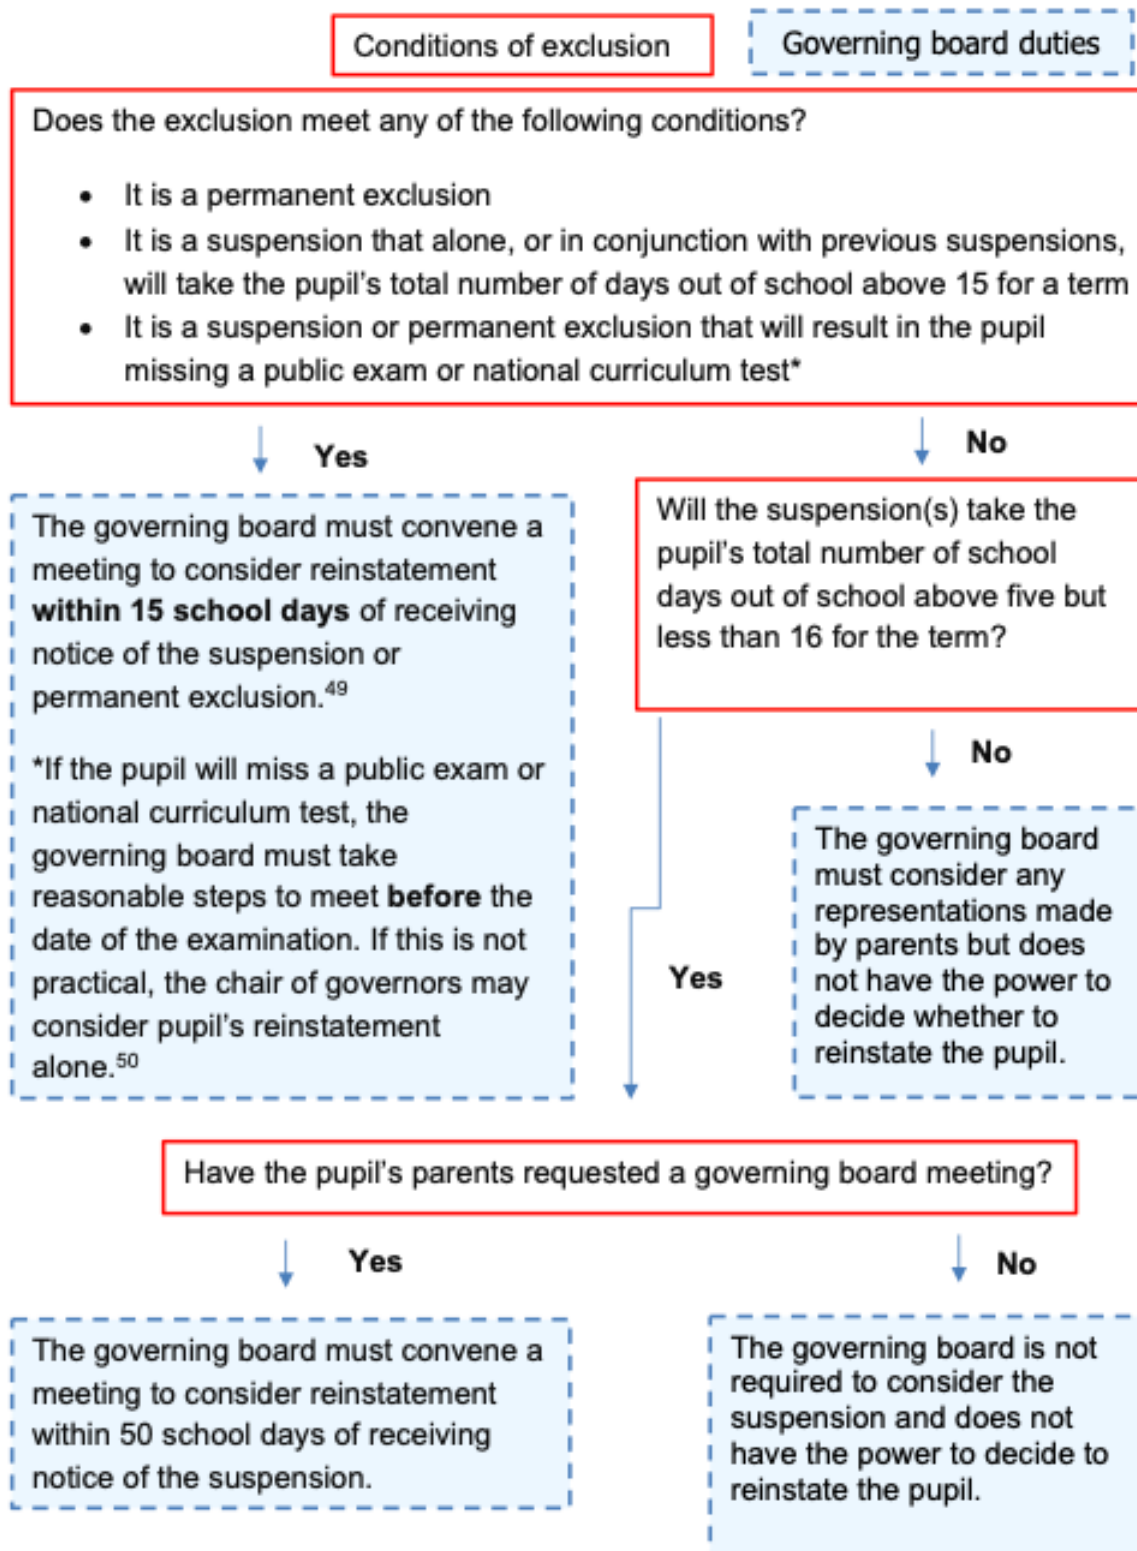 Conditions of exclusion
Governing board duties
Does the exclusion meet any of the following conditions?
• It is a permanent exclusion
• It is a suspension that alone, or in conjunction with previous suspensions,
will take the pupil’s total number of days out of school above 15 for a term
• It is a suspension or permanent exclusion that will result in the pupil
missing a public exam or national curriculum test*
Yes
No
The governing board must convene a
meeting to consider reinstatement
within 15 school days of receiving
notice of the suspension or
permanent exclusion.49
*If the pupil will miss a public exam or
national curriculum test, the
governing board must take
reasonable steps to meet before the
date of the examination. If this is not
practical, the chair of governors may
consider pupil’s reinstatement
alone.50
Will the suspension(s) take the
pupil’s total number of school
days out of school above five but
less than 16 for the term?
No
Yes
The governing board
must consider any
representations made
by parents but does
not have the power to
decide whether to
reinstate the pupil.
Have the pupil’s parents requested a governing board meeting?
Yes
No
The governing board must convene a
meeting to consider reinstatement
within 50 school days of receiving
notice of the suspension.
The governing board is not
required to consider the
suspension and does not
have the power to decide to
reinstate the pupil.